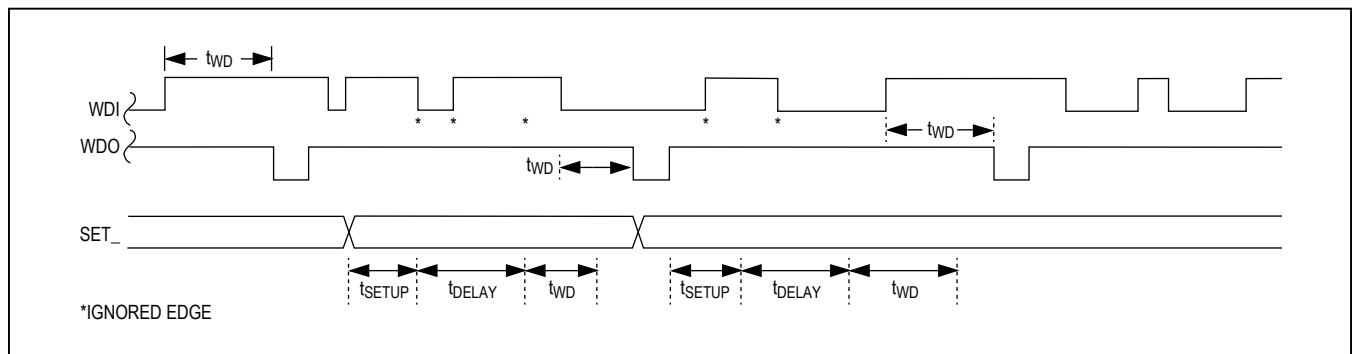 tWD
WDI
* * * * *
WDO
tWD
tWD
SET_
tSETUP tDELAY tWD tSETUP tDELAY tWD
*IGNORED EDGE